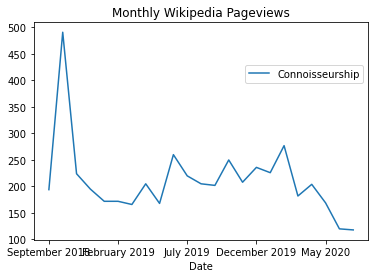 Monthly Wikipedia Pageviews
500
450
400
350
300
250
200
150
100
Connoisseurship
September 2018 February 2019 July 2019 December 2019 May 2020
Date